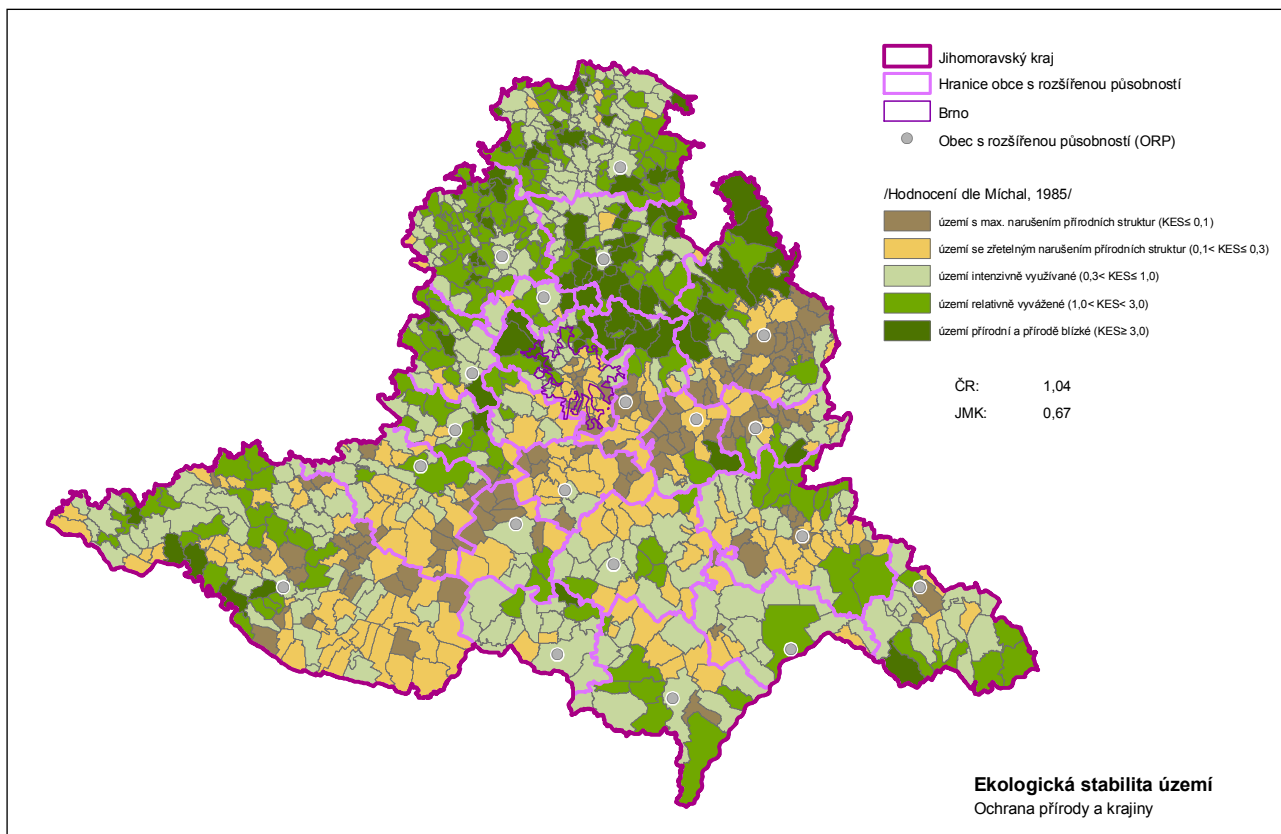 Jihomoravský kraj
Hranice obce s rozšířenou působností
Brno
Obec s rozšířenou působností (ORP)
/Hodnocení dle Míchal, 1985/
území s max. narušením přírodních struktur (KES≤ 0,1)
území se zřetelným narušením přírodních struktur (0,1< KES≤ 0,3)
území intenzivně využívané (0,3< KES≤ 1,0)
území relativně vyvážené (1,0< KES< 3,0)
území přírodní a přírodě blízké (KES≥ 3,0)
ČR: 1,04
JMK: 0,67
Ekologická stabilita území
Ochrana přírody a krajiny